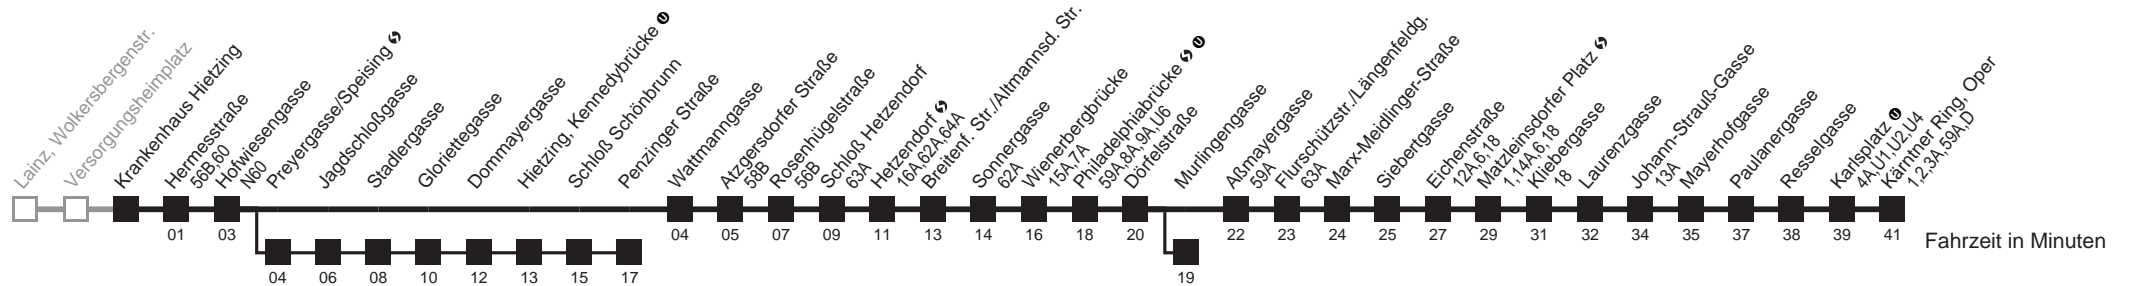 Lainz, Wolkersbergenstr.
Versorgungsheimplatz
Krankenhaus Hietzing
Hermesstraße
56B,60
Hofwiesengasse
N60
Preyergasse/Speising S
Jagdschloßgasse
Stadlergasse
Gloriettegasse
Dommayergasse
Hietzing, Kennedybrücke U
Schloß Schönbrunn
Penzinger Straße
Wattmanngasse
Atzgersdorfer Straße
58B
Rosenhügelstraße
56B
Schloß Hetzendorf
63A
Hetzendorf S
16A,62A,64A
Breitenf. Str./Altmannsd. Str.
Sonnergasse
62A
Wienerbergbrücke
15A,7A
Philadelphiabrücke S U
59A,8A,9A,U6
Dörfelstraße
Murlingengasse
Aßmayergasse
59A
Flurschützstr./Längenfeldg.
63A
Marx-Meidlinger-Straße
Siebertgasse
Eichenstraße
12A,6,18
Matzleinsdorfer Platz S
1,14A,6,18
Kliebergasse
18
Laurenzgasse
Johann-Strauß-Gasse
13A
Mayerhofgasse
Paulanergasse
Resselgasse
Karlsplatz U
4A,U1,U2,U4
Kärntner Ring, Oper
1,2,3A,59A,D
01 03 04 05 07 09 11 13 14 16 18 20 22 23 24 25 27 29 31 32 34 35 37 38 39 41
Fahrzeit in Minuten
04 06 08 10 12 13 15 17 19